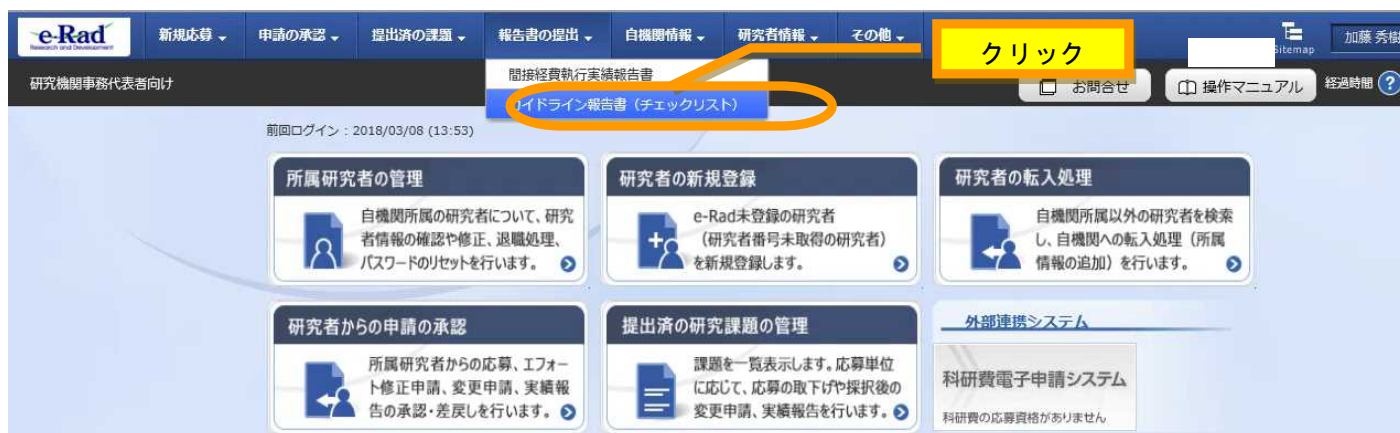 e-Rad
Research and Development
新規応募
申請の承認
提出済の課題
報告書の提出
自機関情報
研究者情報
その他
クリック
Sitemap
加藤 秀樹
研究機関事務代表者向け
間接経費執行実績報告書
ガイドライン報告書（チェックリスト）
お問合せ
操作マニュアル
経過時間 ?
前回ログイン：2018/03/08 (13:53)
所属研究者の管理
自機関所属の研究者について、研究
者情報の確認や修正、退職処理、
パスワードのリセットを行います。
研究者の新規登録
e-Rad未登録の研究者
（研究者番号未取得の研究者）
を新規登録します。
研究者の転入処理
自機関所属以外の研究者を検索
し、自機関への転入処理（所属
情報の追加）を行います。
研究者からの申請の承認
所属研究者からの応募、エフォー
ト修正申請、変更申請、実績報
告の承認・差戻しを行います。
提出済の研究課題の管理
課題を一覧表示します。応募単位
に応じて、応募の取下げや採択後の
変更申請、実績報告を行います。
外部連携システム
科研費電子申請システム
科研費の応募資格がありません